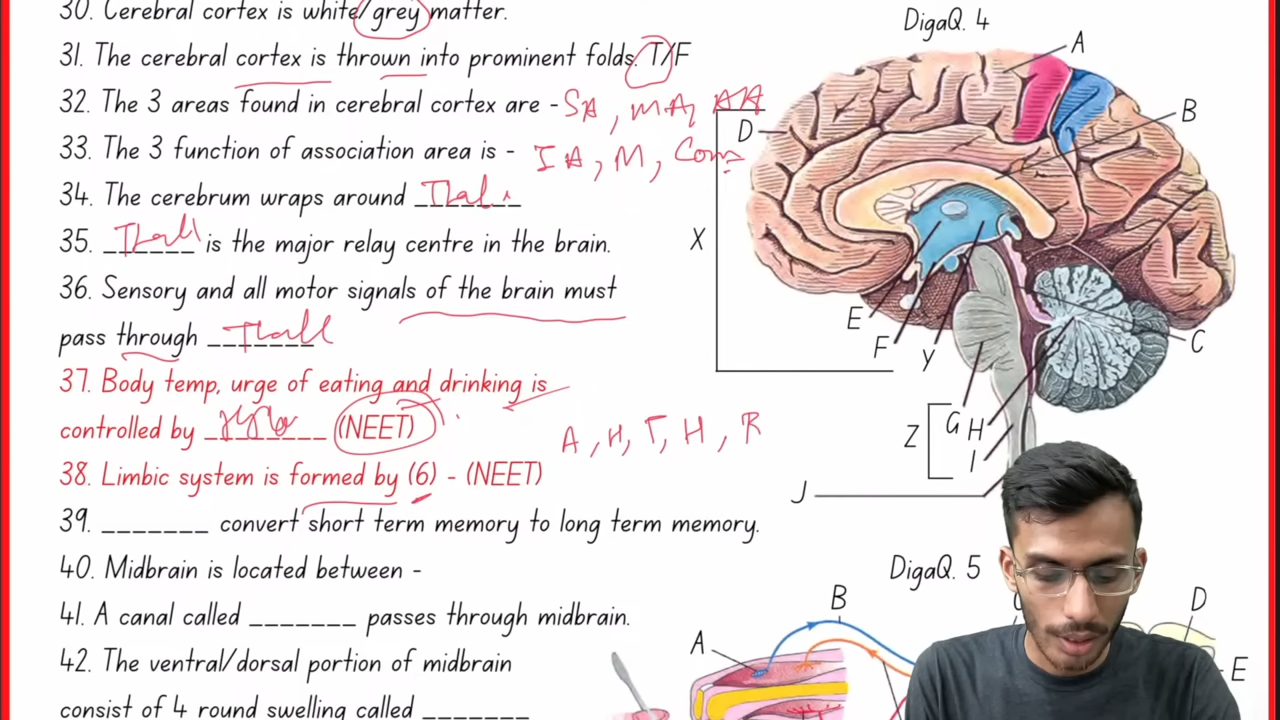 30. Cerebral cortex is white/grey matter.
31. The cerebral cortex is thrown into prominent folds. T/F
32. The 3 areas found in cerebral cortex are - SA, MA, AA
33. The 3 function of association area is - IA, M, Com
34. The cerebrum wraps around _______ Thal
35. _______ is the major relay centre in the brain.
Thall
36. Sensory and all motor signals of the brain must
pass through _______ Thall
37. Body temp, urge of eating and drinking is
controlled by ________ (NEET)
A, H, T, H, R
38. Limbic system is formed by (6) - (NEET)
39. _______ convert short term memory to long term memory.
40. Midbrain is located between -
41. A canal called _______ passes through midbrain.
42. The ventral/dorsal portion of midbrain
consist of 4 round swelling called _______
DigaQ. 4
A
B
D
X
E
F
Y
C
Z
G
H
I
J
DigaQ. 5
B
D
A
E